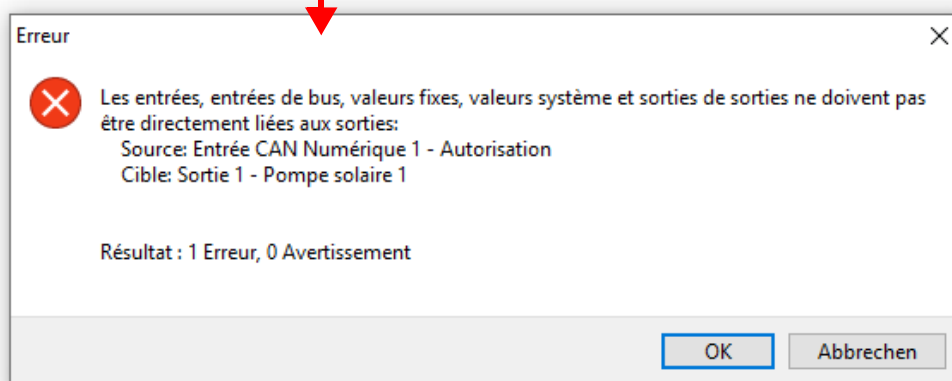 Erreur
Les entrées, entrées de bus, valeurs fixes, valeurs système et sorties de sorties ne doivent pas
être directement liées aux sorties:
Source: Entrée CAN Numérique 1 - Autorisation
Cible: Sortie 1 - Pompe solaire 1
Résultat : 1 Erreur, 0 Avertissement
OK
Abbrechen